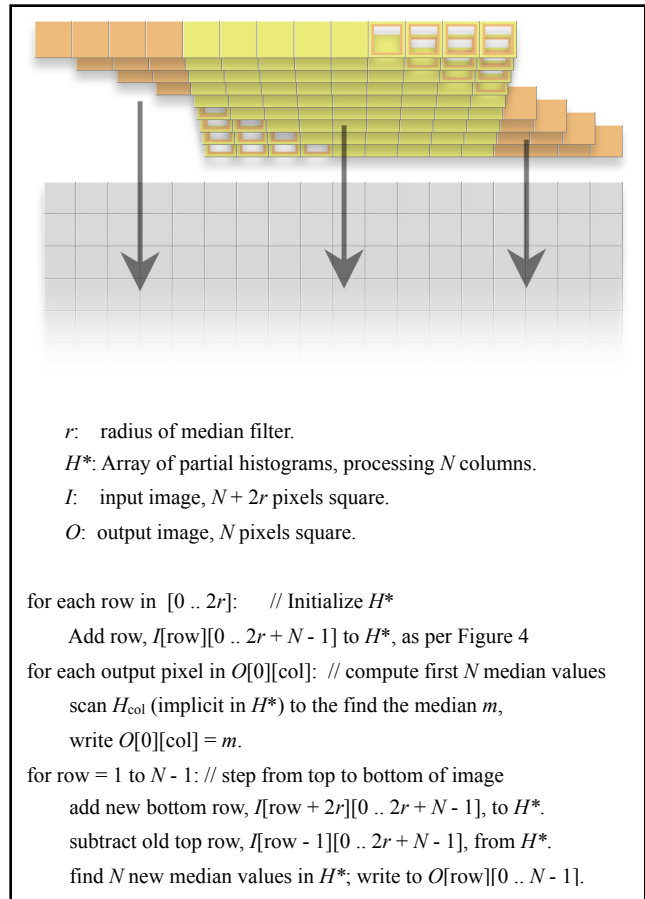 r: radius of median filter.
H*: Array of partial histograms, processing N columns.
I: input image, N + 2r pixels square.
O: output image, N pixels square.
for each row in [0 .. 2r]: // Initialize H*
Add row, I[row][0 .. 2r + N - 1] to H*, as per Figure 4
for each output pixel in O[0][col]: // compute first N median values
scan Hcol (implicit in H*) to the find the median m,
write O[0][col] = m.
for row = 1 to N - 1: // step from top to bottom of image
add new bottom row, I[row + 2r][0 .. 2r + N - 1], to H*.
subtract old top row, I[row - 1][0 .. 2r + N - 1], from H*.
find N new median values in H*; write to O[row][0 .. N - 1].